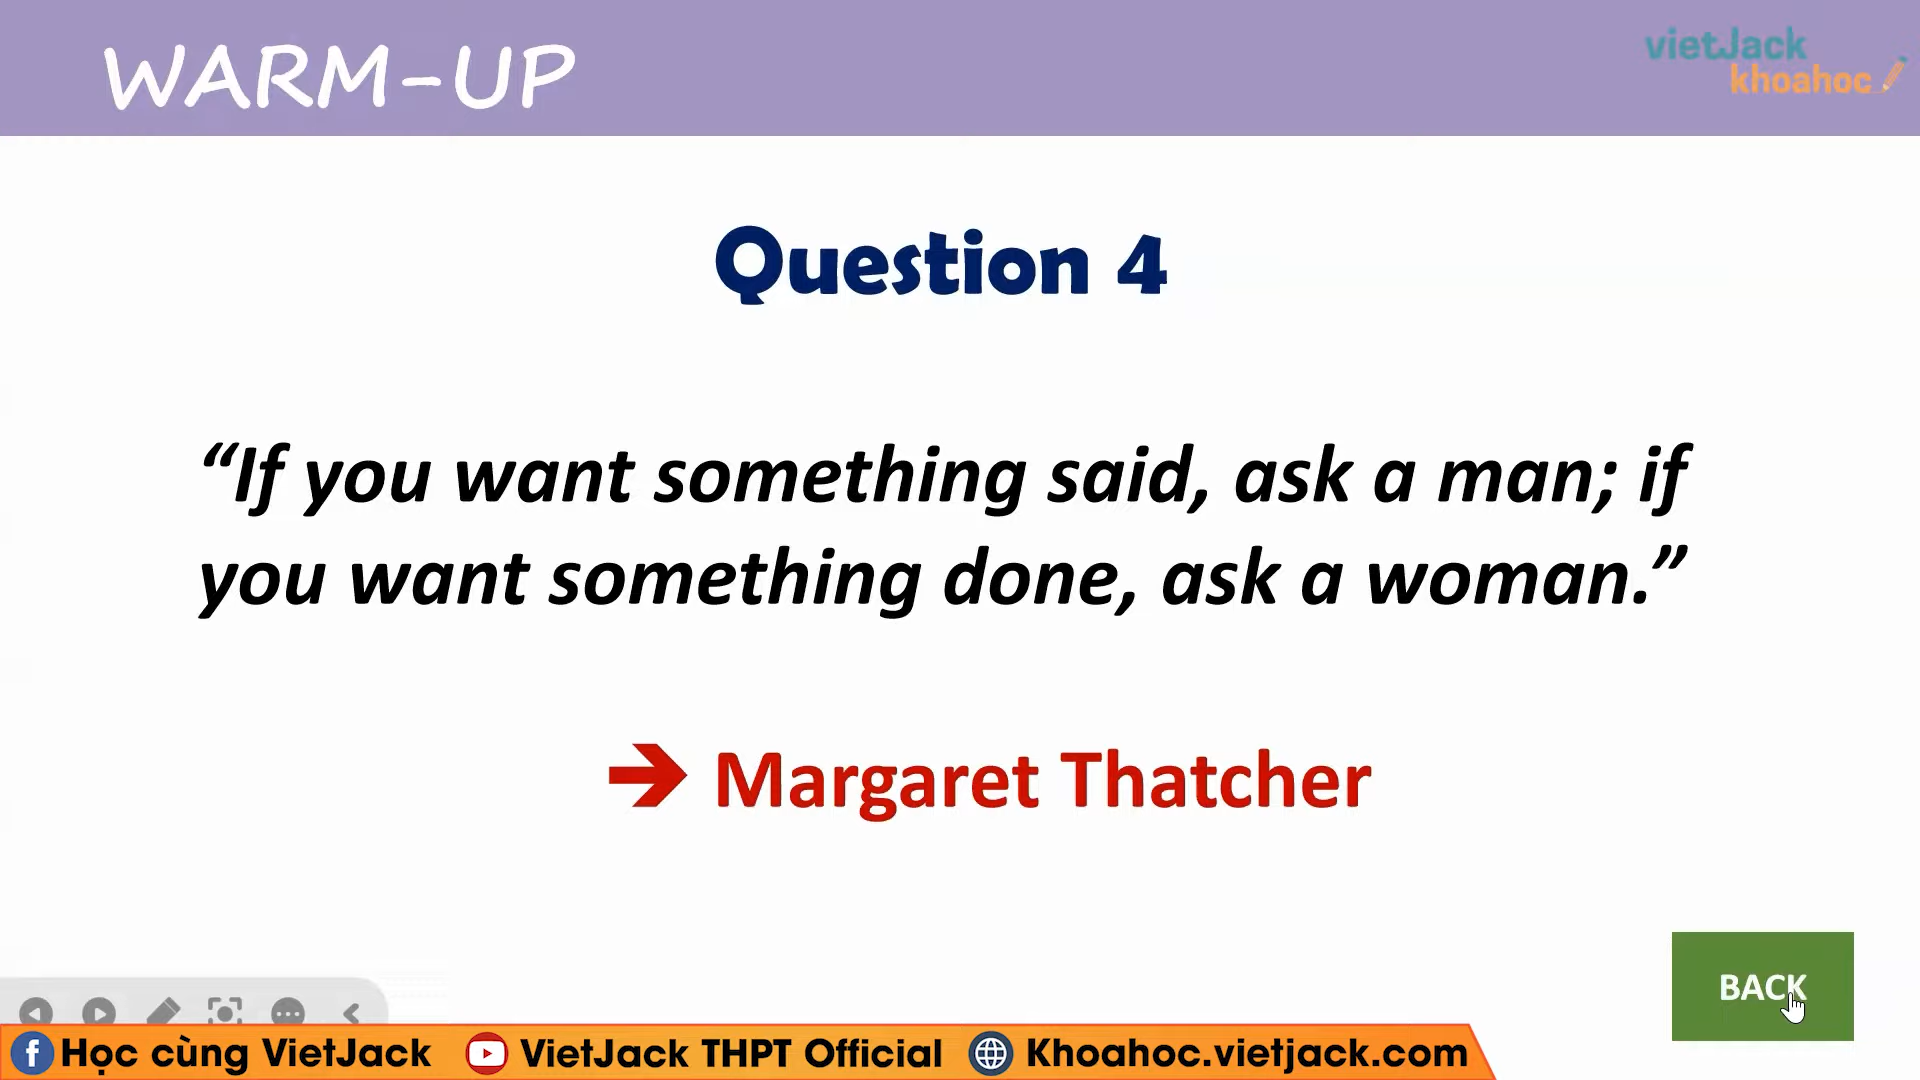 WARM-UP
vietJack
khoahoc
Question 4
“If you want something said, ask a man; if
you want something done, ask a woman.”
➔ Margaret Thatcher
BACK
Học cùng VietJack VietJack THPT Official Khoahoc.vietjack.com